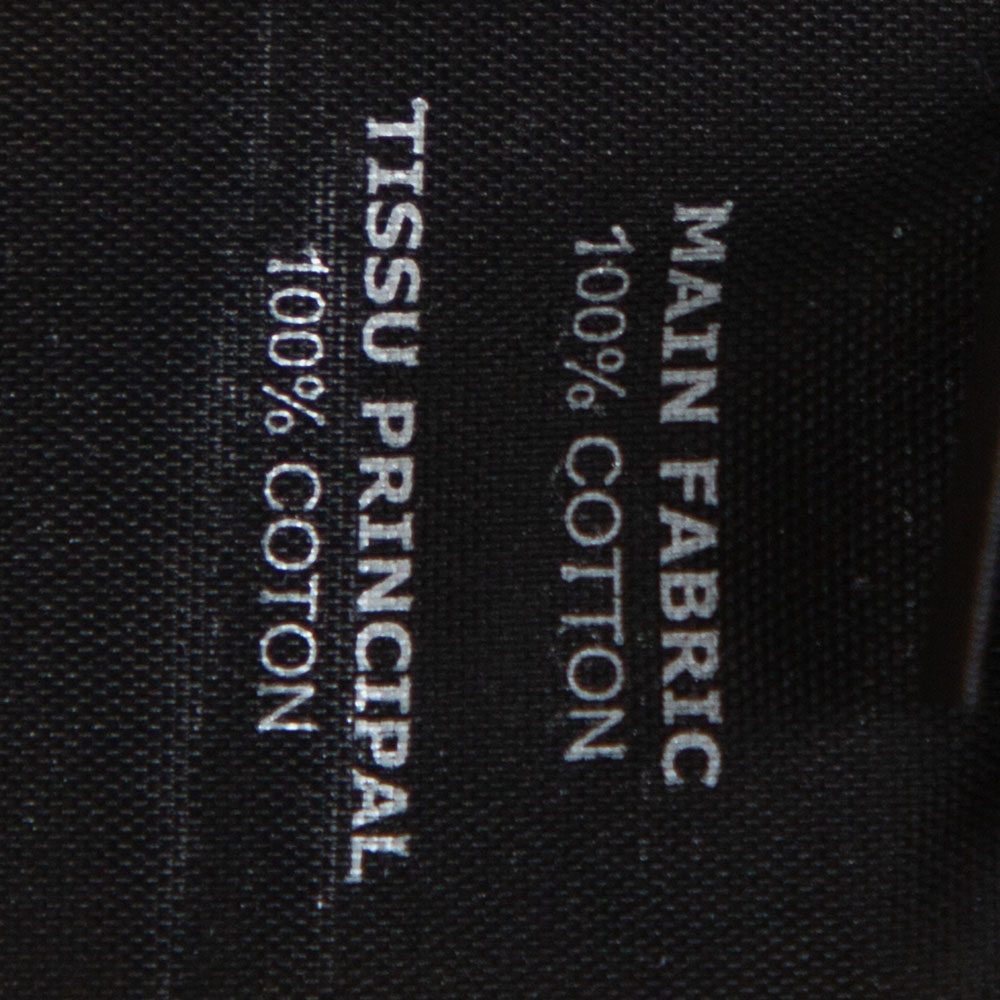 MAIN FABRIC
100% COTTON
TISSU PRINCIPAL
100% COTON